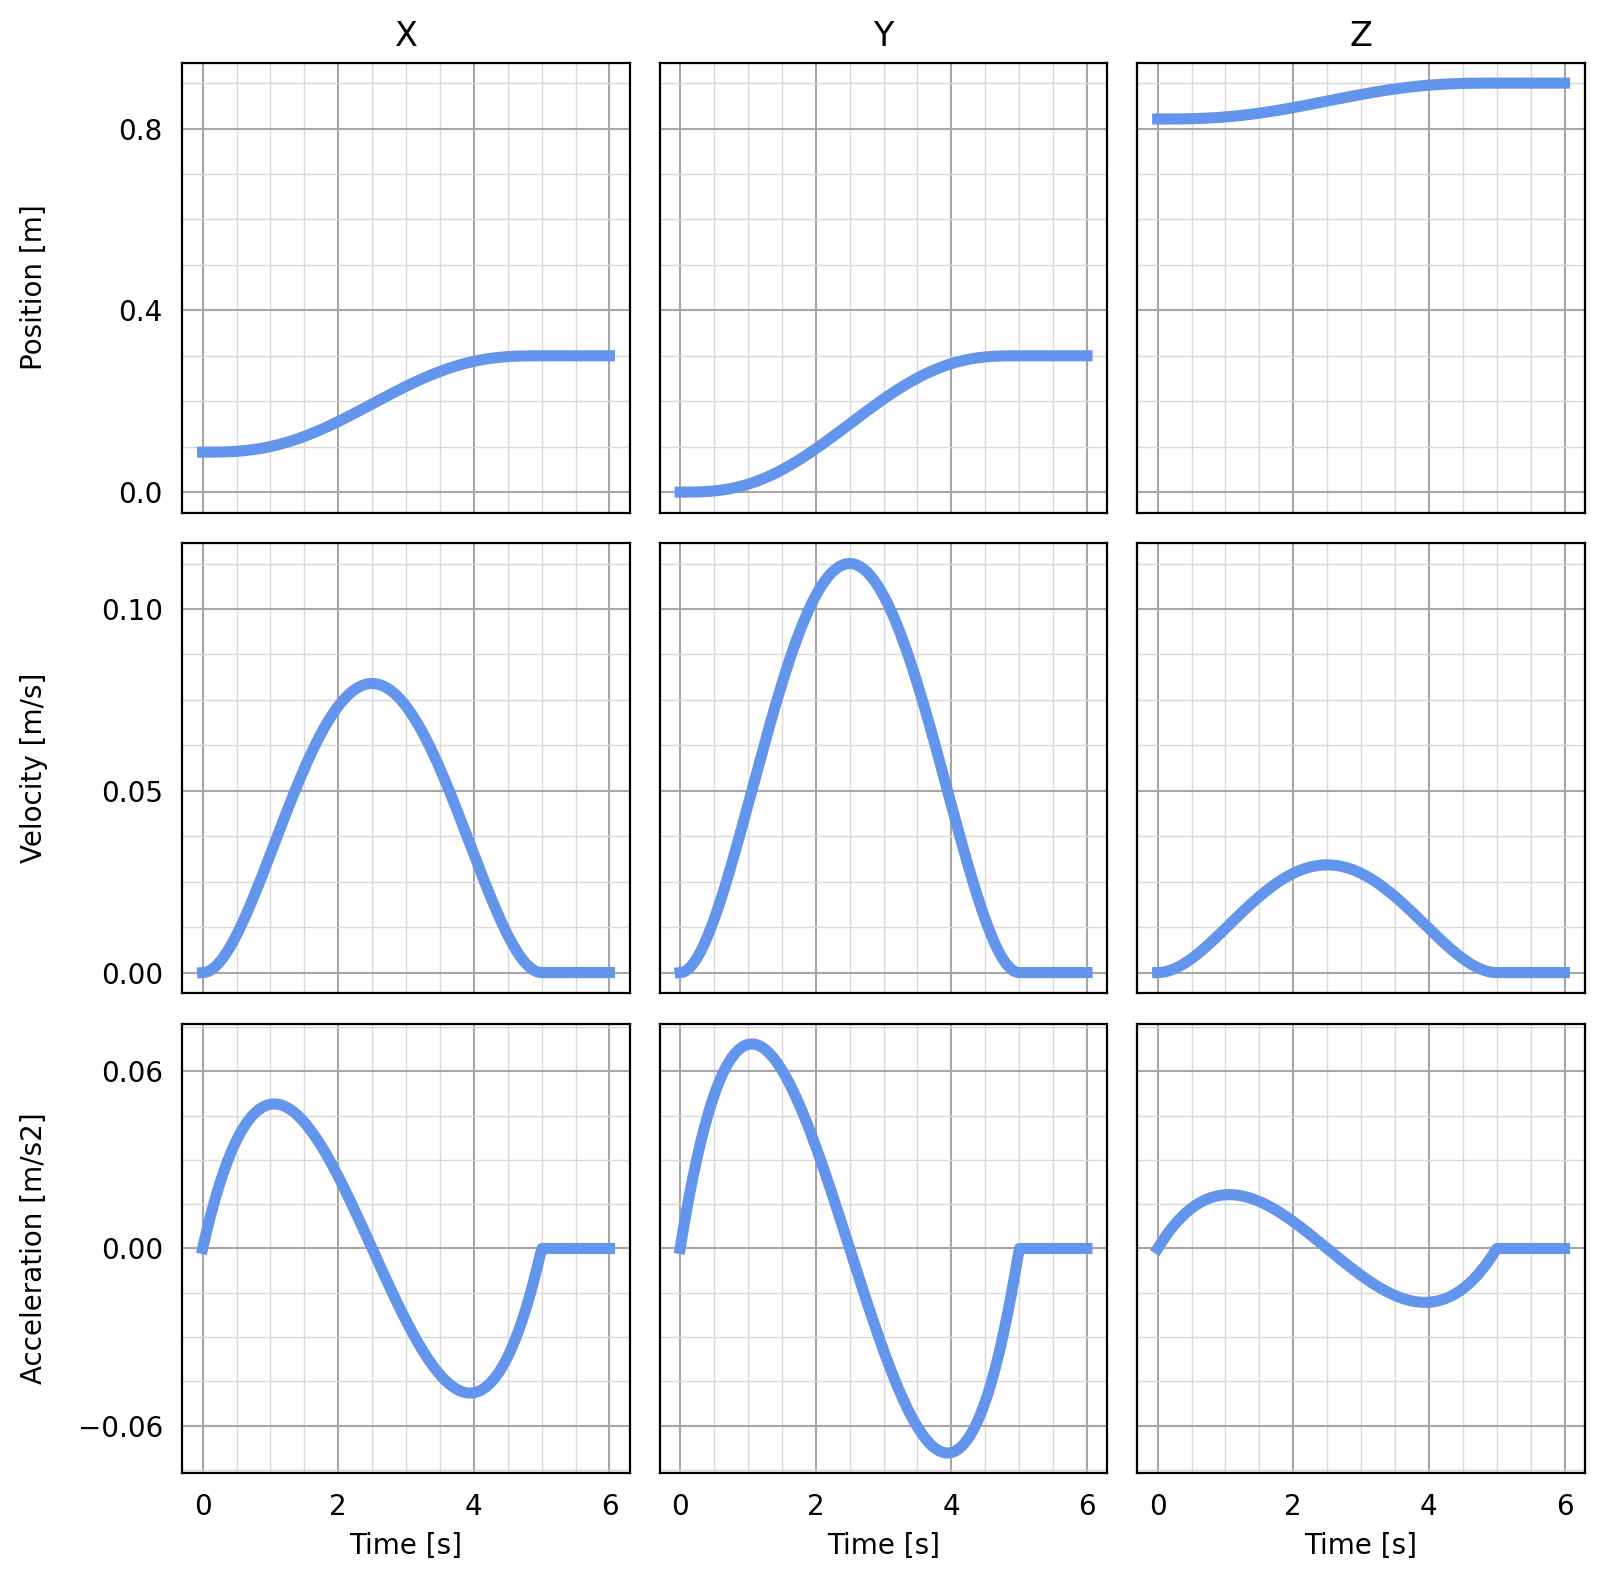 X Y Z
Position [m]
0.8
0.4
0.0
Velocity [m/s]
0.10
0.05
0.00
Acceleration [m/s2]
0.06
0.00
−0.06
0 2 4 6 0 2 4 6 0 2 4 6
Time [s] Time [s] Time [s]